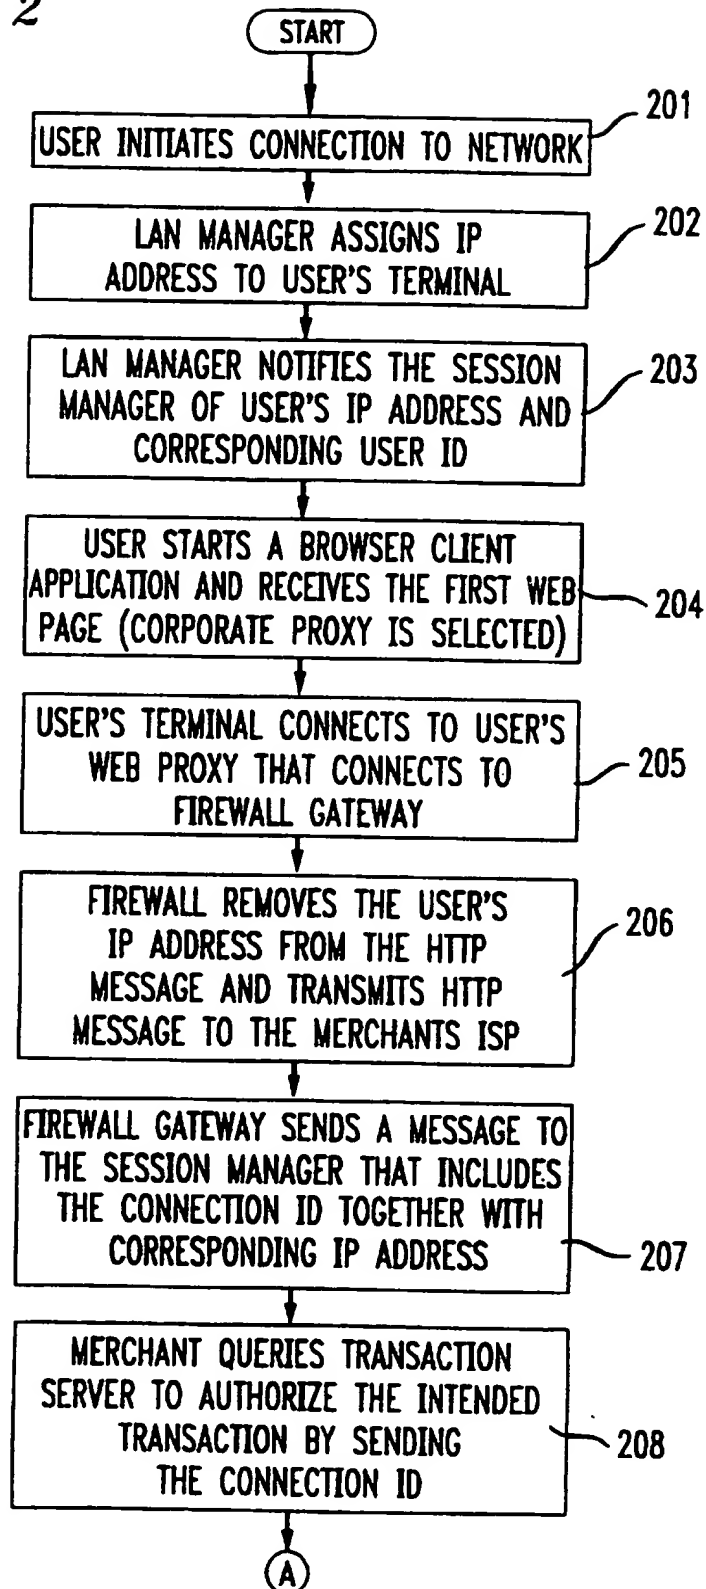 2
START
201
USER INITIATES CONNECTION TO NETWORK
202
LAN MANAGER ASSIGNS IP
ADDRESS TO USER'S TERMINAL
203
LAN MANAGER NOTIFIES THE SESSION
MANAGER OF USER'S IP ADDRESS AND
CORRESPONDING USER ID
USER STARTS A BROWSER CLIENT
APPLICATION AND RECEIVES THE FIRST WEB
PAGE (CORPORATE PROXY IS SELECTED)
204
USER'S TERMINAL CONNECTS TO USER'S
WEB PROXY THAT CONNECTS TO
FIREWALL GATEWAY
205
FIREWALL REMOVES THE USER'S
IP ADDRESS FROM THE HTTP
MESSAGE AND TRANSMITS HTTP
MESSAGE TO THE MERCHANTS ISP
206
FIREWALL GATEWAY SENDS A MESSAGE TO
THE SESSION MANAGER THAT INCLUDES
THE CONNECTION ID TOGETHER WITH
CORRESPONDING IP ADDRESS
207
MERCHANT QUERIES TRANSACTION
SERVER TO AUTHORIZE THE INTENDED
TRANSACTION BY SENDING
THE CONNECTION ID
208
A